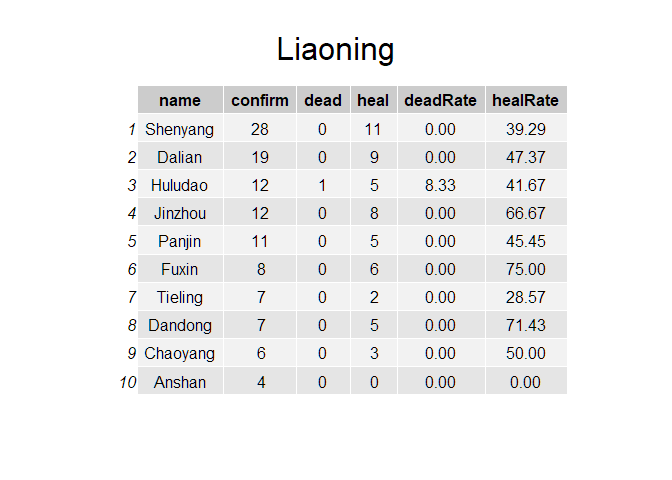 Liaoning
name confirm dead heal deadRate healRate
1 Shenyang 28 0 11 0.00 39.29
2 Dalian 19 0 9 0.00 47.37
3 Huludao 12 1 5 8.33 41.67
4 Jinzhou 12 0 8 0.00 66.67
5 Panjin 11 0 5 0.00 45.45
6 Fuxin 8 0 6 0.00 75.00
7 Tieling 7 0 2 0.00 28.57
8 Dandong 7 0 5 0.00 71.43
9 Chaoyang 6 0 3 0.00 50.00
10 Anshan 4 0 0 0.00 0.00